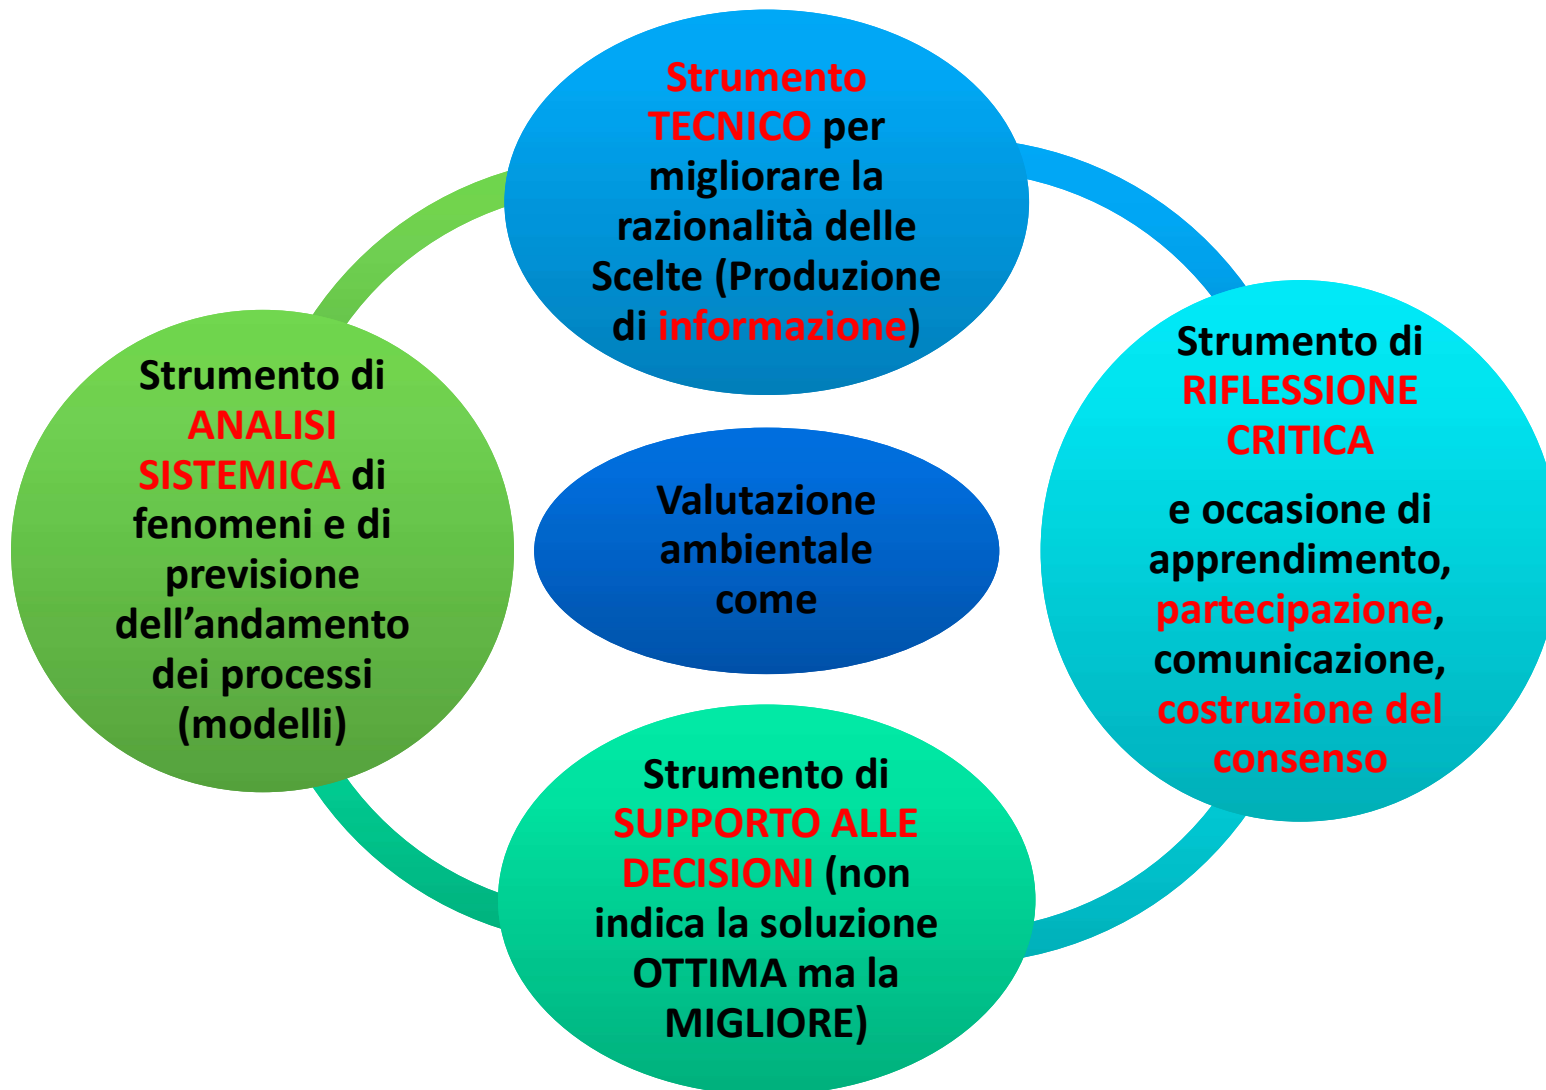 Strumento
TECNICO per
migliorare la
razionalità delle
Scelte (Produzione
di informazione)
Strumento di
RIFLESSIONE
CRITICA
e occasione di
apprendimento,
partecipazione,
comunicazione,
costruzione del
consenso
Strumento di
SUPPORTO ALLE
DECISIONI (non
indica la soluzione
OTTIMA ma la
MIGLIORE)
Strumento di
ANALISI
SISTEMICA di
fenomeni e di
previsione
dell’andamento
dei processi
(modelli)
Valutazione
ambientale
come